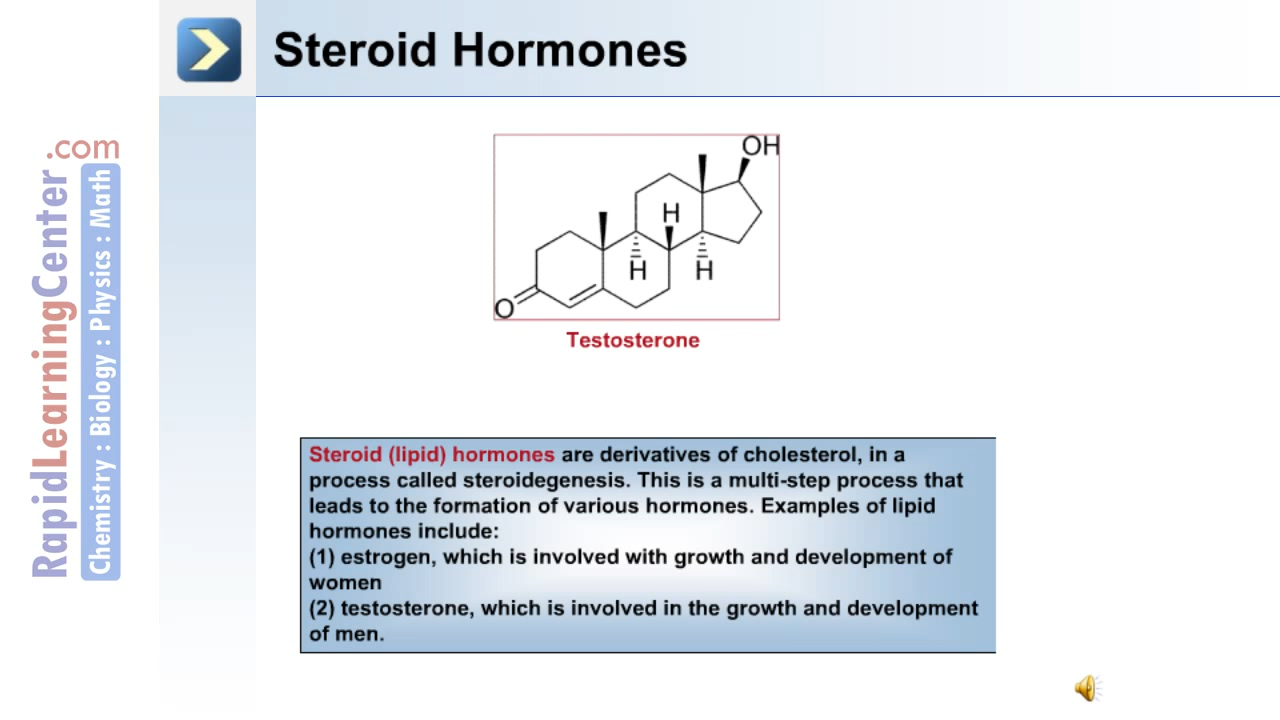 Steroid Hormones
RapidLearningCenter.com
Chemistry : Biology : Physics : Math
OH
H
H
H
O
Testosterone
Steroid (lipid) hormones are derivatives of cholesterol, in a
process called steroidegenesis. This is a multi-step process that
leads to the formation of various hormones. Examples of lipid
hormones include:
(1) estrogen, which is involved with growth and development of
women
(2) testosterone, which is involved in the growth and development
of men.